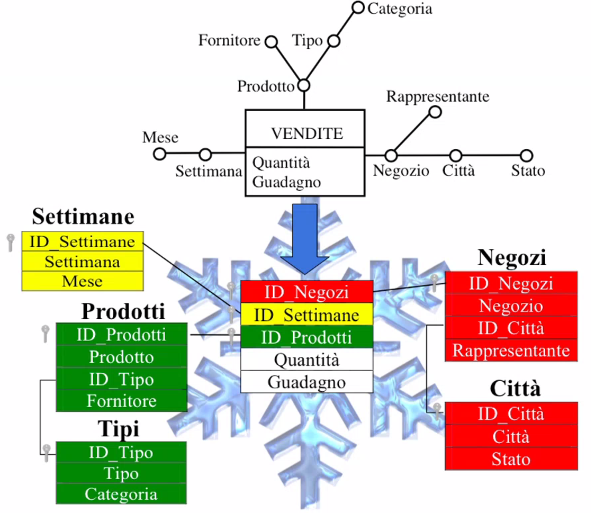 Categoria
Fornitore
Tipo
Prodotto
Rappresentante
VENDITE
Mese
Settimana
Quantità
Guadagno
Negozio
Città
Stato
Settimane
ID_Settimane
Settimana
Mese
Negozi
ID_Negozi
Negozio
ID_Città
Rappresentante
ID_Negozi
ID_Settimane
ID_Prodotti
Quantità
Guadagno
Prodotti
ID_Prodotti
Prodotto
ID_Tipo
Fornitore
Città
ID_Città
Città
Stato
Tipi
ID_Tipo
Tipo
Categoria